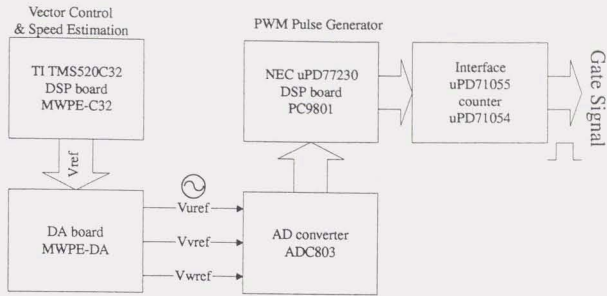 Vector Control
& Speed Estimation
PWM Pulse Generator
TI TMS520C32
DSP board
MWPE-C32
NEC uPD77230
DSP board
PC9801
Interface
uPD71055
counter
uPD71054
Gate Signal
Vref
DA board
MWPE-DA
Vuref
Vvref
Vwref
AD converter
ADC803